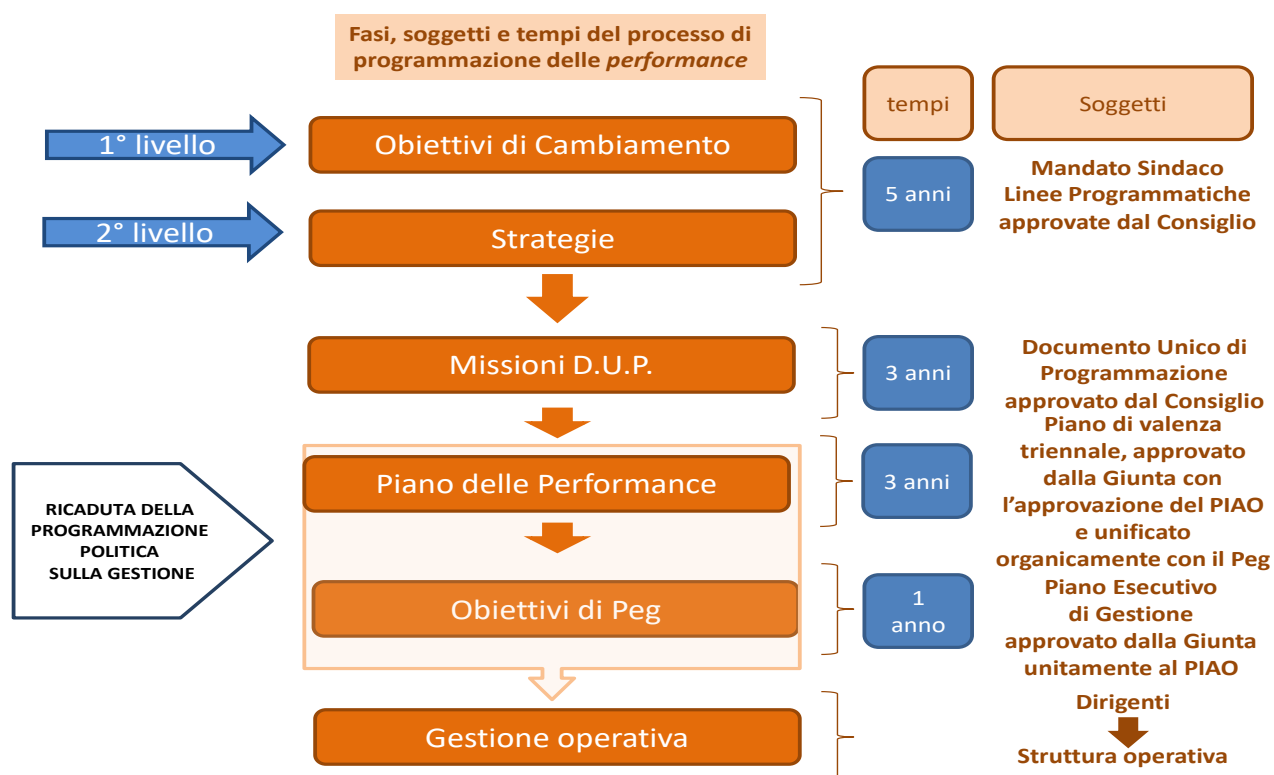 Fasi, soggetti e tempi del processo di
programmazione delle performance
tempi
Soggetti
1° livello
Obiettivi di Cambiamento
2° livello
Strategie
5 anni
Mandato Sindaco
Linee Programmatiche
approvate dal Consiglio
Missioni D.U.P.
3 anni
Documento Unico di
Programmazione
approvato dal Consiglio
RICADUTA DELLA
PROGRAMMAZIONE
POLITICA
SULLA GESTIONE
Piano delle Performance
3 anni
Piano di valenza
triennale, approvato
dalla Giunta con
l’approvazione del PIAO
e unificato
organicamente con il Peg
Obiettivi di Peg
1
anno
Piano Esecutivo
di Gestione
approvato dalla Giunta
unitamente al PIAO
Gestione operativa
Dirigenti
Struttura operativa